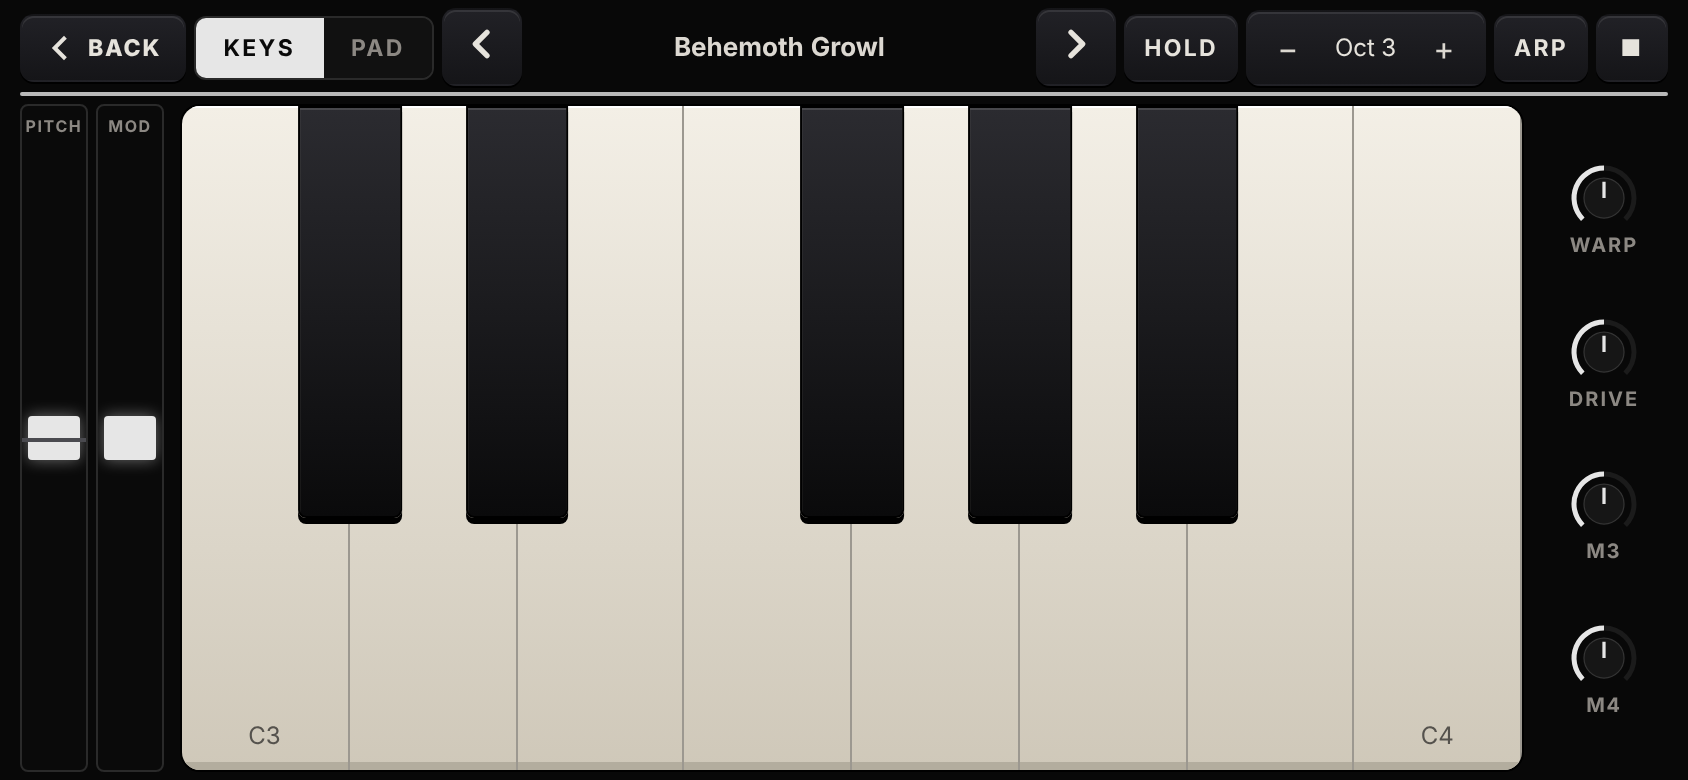 BACK
KEYS
PAD
Behemoth Growl
HOLD
– Oct 3 +
ARP
PITCH
MOD
WARP
DRIVE
M3
M4
C3
C4